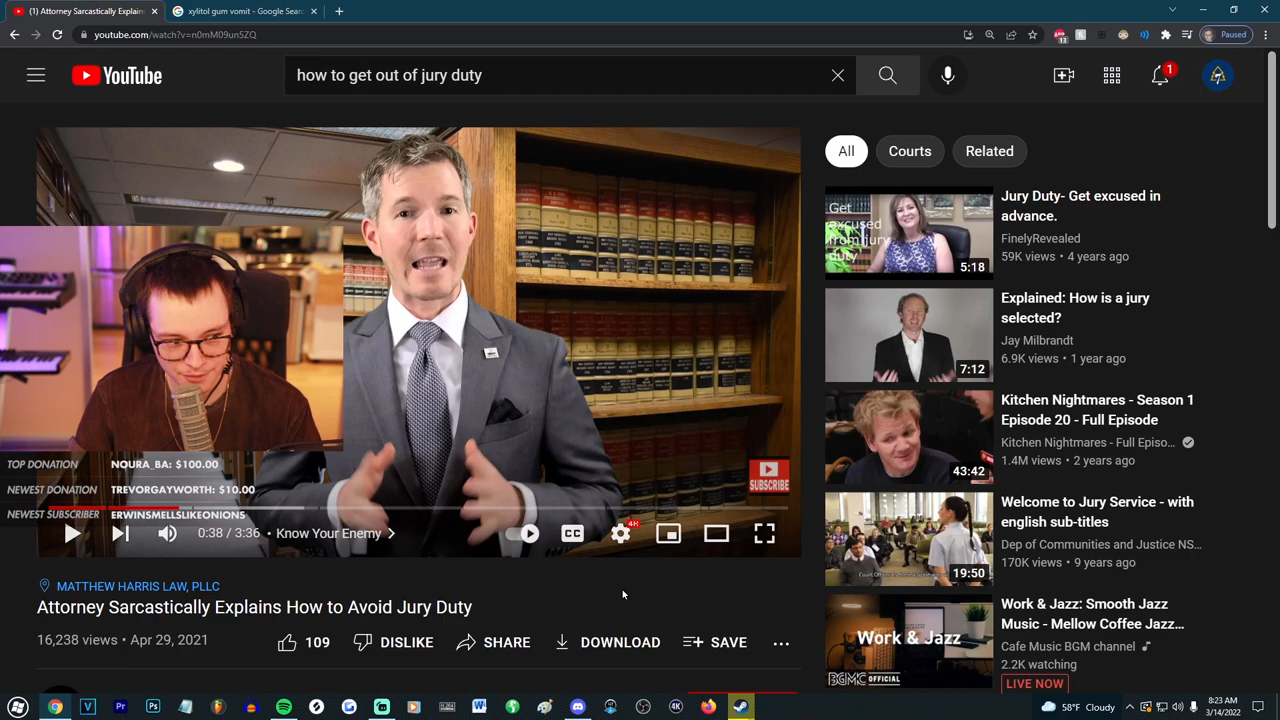 (1) Attorney Sarcastically Explain
xylitol gum vomit - Google Sear
youtube.com/watch?v=n0mM09un5ZQ
13
Paused
YouTube
how to get out of jury duty
1
All
Courts
Related
Get
excused
from jury
duty
5:18
Jury Duty- Get excused in
advance.
FinelyRevealed
59K views • 4 years ago
7:12
Explained: How is a jury
selected?
Jay Milbrandt
6.9K views • 1 year ago
43:42
Kitchen Nightmares - Season 1
Episode 20 - Full Episode
Kitchen Nightmares - Full Episo...
1.4M views • 2 years ago
19:50
Welcome to Jury Service - with
english sub-titles
Dep of Communities and Justice NS...
170K views • 9 years ago
Work & Jazz
BGMC OFFICIAL
Work & Jazz: Smooth Jazz
Music - Mellow Coffee Jazz...
Cafe Music BGM channel
2.2K watching
LIVE NOW
TOP DONATION NOURA_BA: $100.00
NEWEST DONATION TREVORGAYWORTH: $10.00
NEWEST SUBSCRIBER ERWINSMELLSLIKEONIONS
SUBSCRIBE
0:38 / 3:36 • Know Your Enemy
CC
4K
MATTHEW HARRIS LAW, PLLC
Attorney Sarcastically Explains How to Avoid Jury Duty
16,238 views • Apr 29, 2021
109
DISLIKE
SHARE
DOWNLOAD
SAVE
58°F Cloudy
8:23 AM
3/14/2022